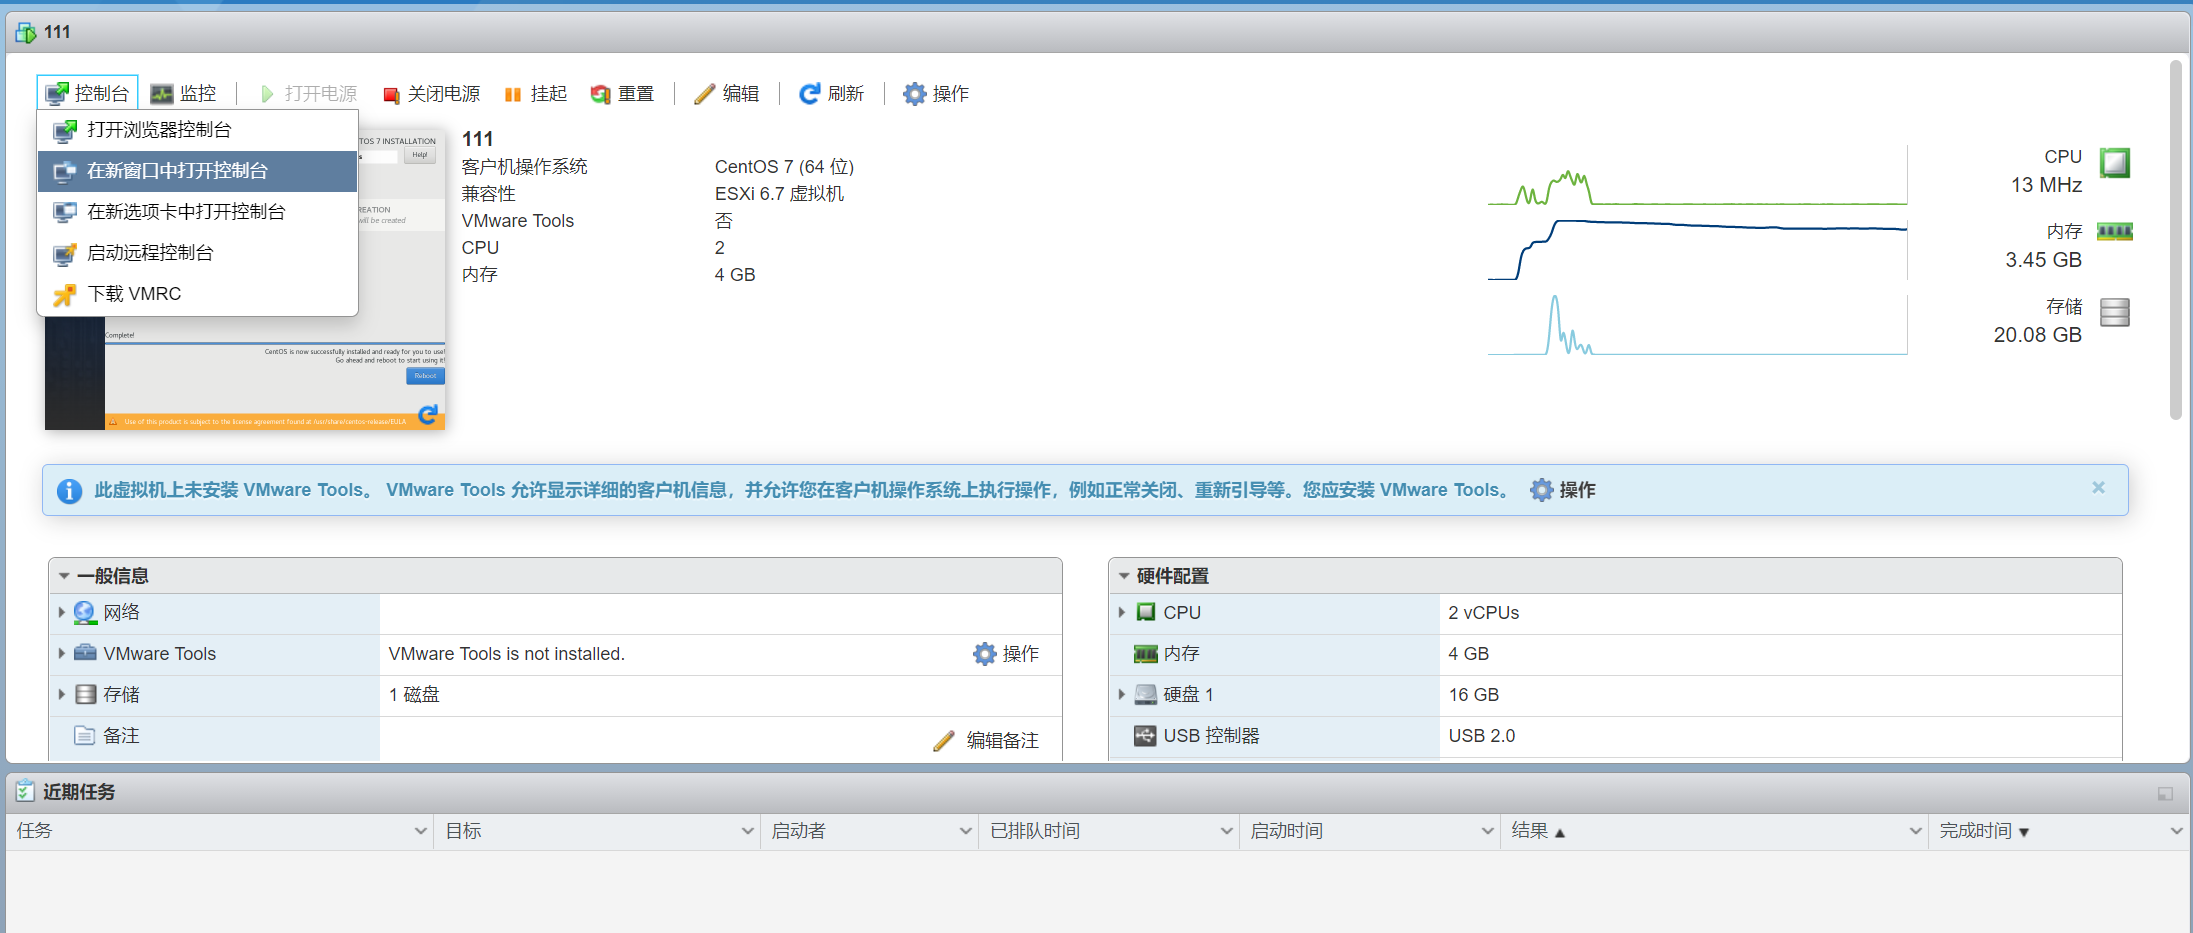 111
控制台 监控 打开电源 关闭电源 挂起 重置 编辑 刷新 操作
打开浏览器控制台
在新窗口中打开控制台
在新选项卡中打开控制台
启动远程控制台
下载 VMRC
TOS 7 INSTALLATION
Help!
REATION
will be created
Complete!
CentOS is now successfully installed and ready for you to use!
Go ahead and reboot to start using it!
Reboot
Use of this product is subject to the license agreement found at /usr/share/centos-release/EULA
111
客户机操作系统 CentOS 7 (64 位)
兼容性 ESXi 6.7 虚拟机
VMware Tools 否
CPU 2
内存 4 GB
CPU
13 MHz
内存
3.45 GB
存储
20.08 GB
此虚拟机上未安装 VMware Tools。 VMware Tools 允许显示详细的客户机信息，并允许您在客户机操作系统上执行操作，例如正常关闭、重新引导等。您应安装 VMware Tools。 操作
一般信息
网络
VMware Tools VMware Tools is not installed. 操作
存储 1 磁盘
备注 编辑备注
硬件配置
CPU 2 vCPUs
内存 4 GB
硬盘 1 16 GB
USB 控制器 USB 2.0
近期任务
任务 目标 启动者 已排队时间 启动时间 结果 ▲ 完成时间 ▼